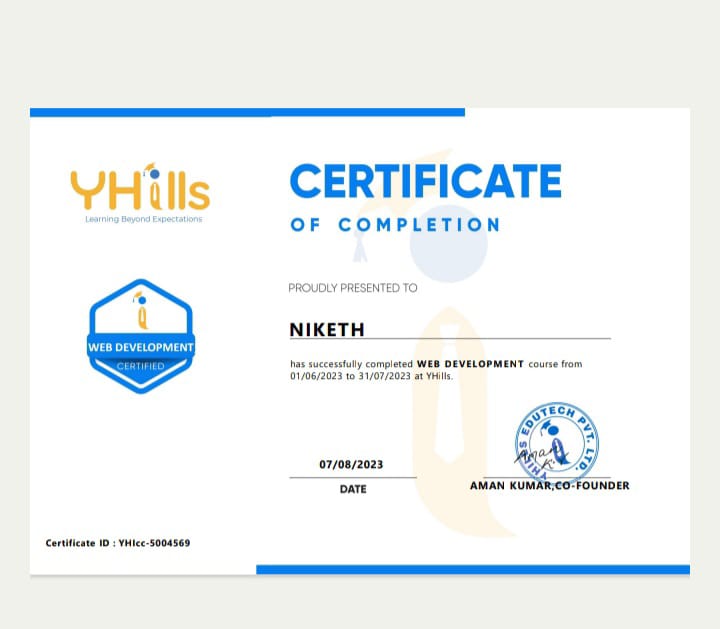 YHills
Learning Beyond Expectations
WEB DEVELOPMENT
CERTIFIED
CERTIFICATE
OF COMPLETION
PROUDLY PRESENTED TO
NIKETH
has successfully completed WEB DEVELOPMENT course from
01/06/2023 to 31/07/2023 at YHills.
07/08/2023
DATE
YHILLS EDUTECH PVT. LTD.
Aman K.
AMAN KUMAR,CO-FOUNDER
Certificate ID : YHIcc-5004569